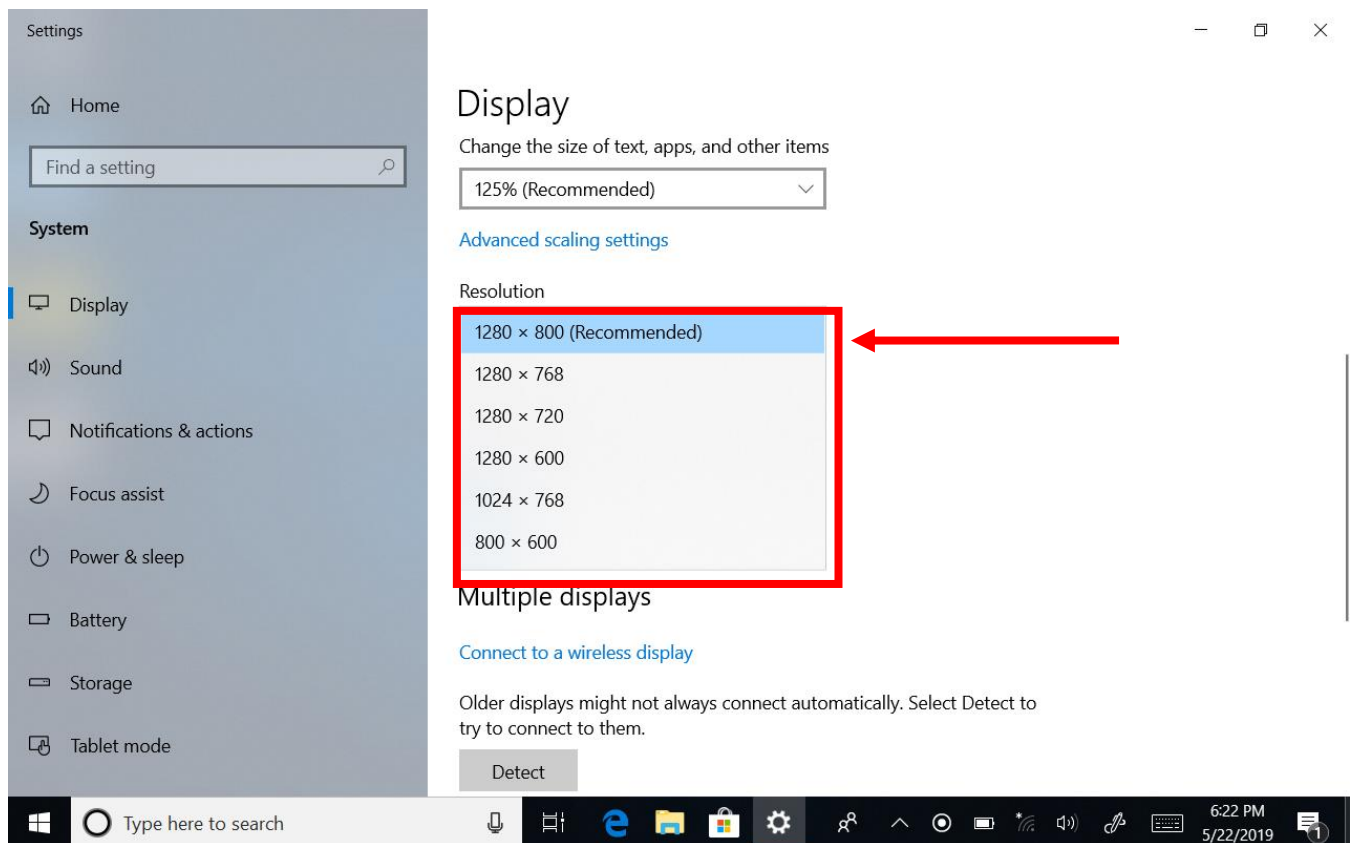 Settings
Home
Find a setting
System
Display
Sound
Notifications & actions
Focus assist
Power & sleep
Battery
Storage
Tablet mode
Display
Change the size of text, apps, and other items
125% (Recommended)
Advanced scaling settings
Resolution
1280 × 800 (Recommended)
1280 × 768
1280 × 720
1280 × 600
1024 × 768
800 × 600
Multiple displays
Connect to a wireless display
Older displays might not always connect automatically. Select Detect to
try to connect to them.
Detect
Type here to search
6:22 PM
5/22/2019
1